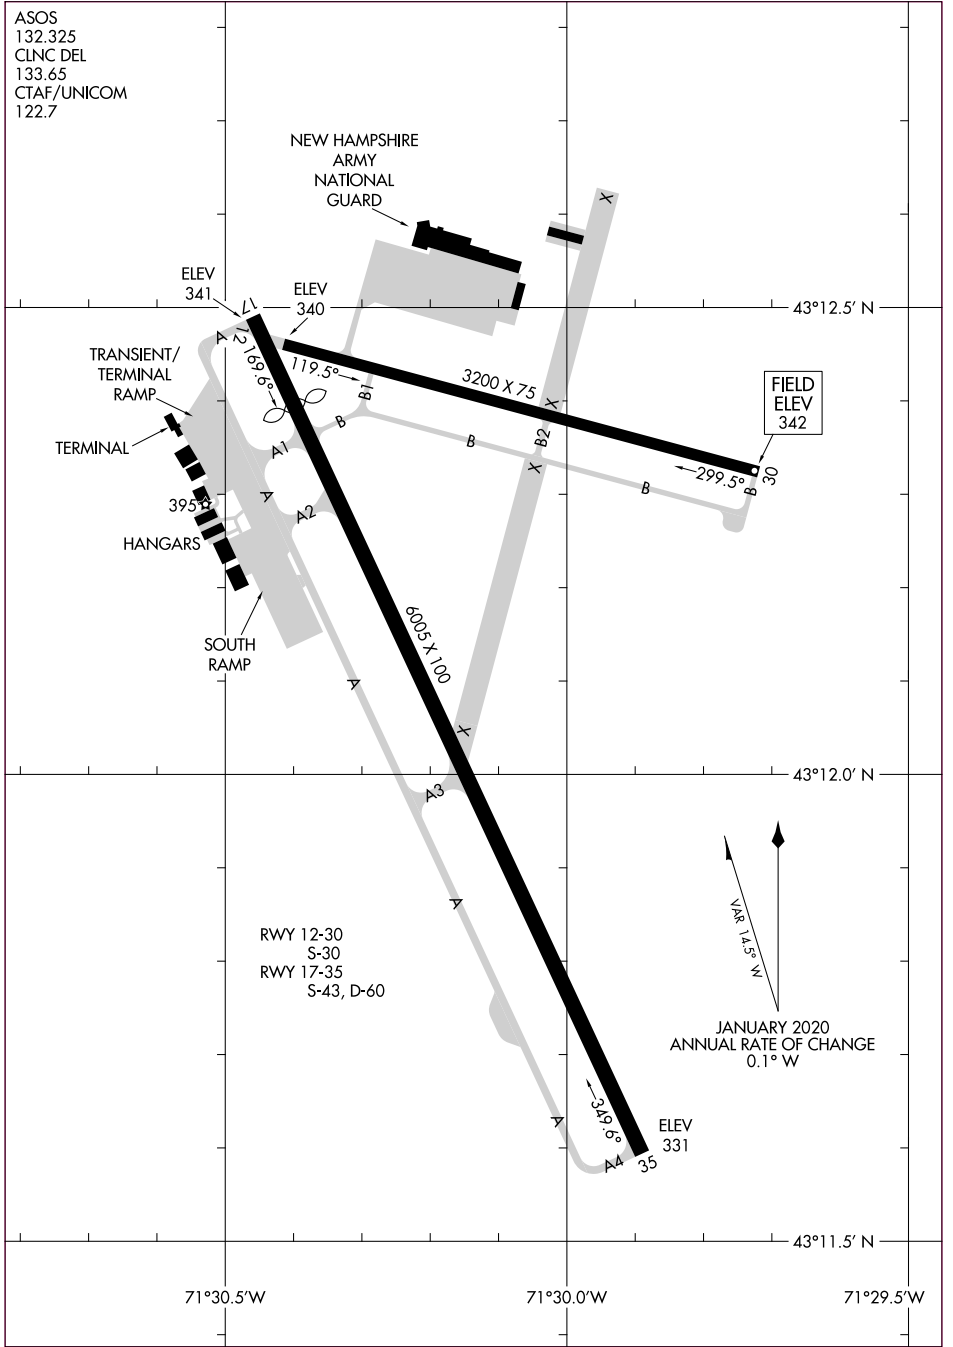 ASOS
132.325
CLNC DEL
133.65
CTAF/UNICOM
122.7
NEW HAMPSHIRE
ARMY
NATIONAL
GUARD
X
ELEV
341
17
ELEV
340
43°12.5' N
A
12
169.6°
119.5°
3200 X 75
TRANSIENT/
TERMINAL
RAMP
B1
X
FIELD
ELEV
342
TERMINAL
A1
B
B
B2
X
299.5°
B
B
30
A
395
A2
HANGARS
SOUTH
RAMP
6005 X 100
A
X
43°12.0' N
A3
A
VAR 14.5° W
RWY 12-30
S-30
RWY 17-35
S-43, D-60
JANUARY 2020
ANNUAL RATE OF CHANGE
0.1° W
A
349.6°
ELEV
331
A4
35
43°11.5' N
71°30.5'W
71°30.0'W
71°29.5'W